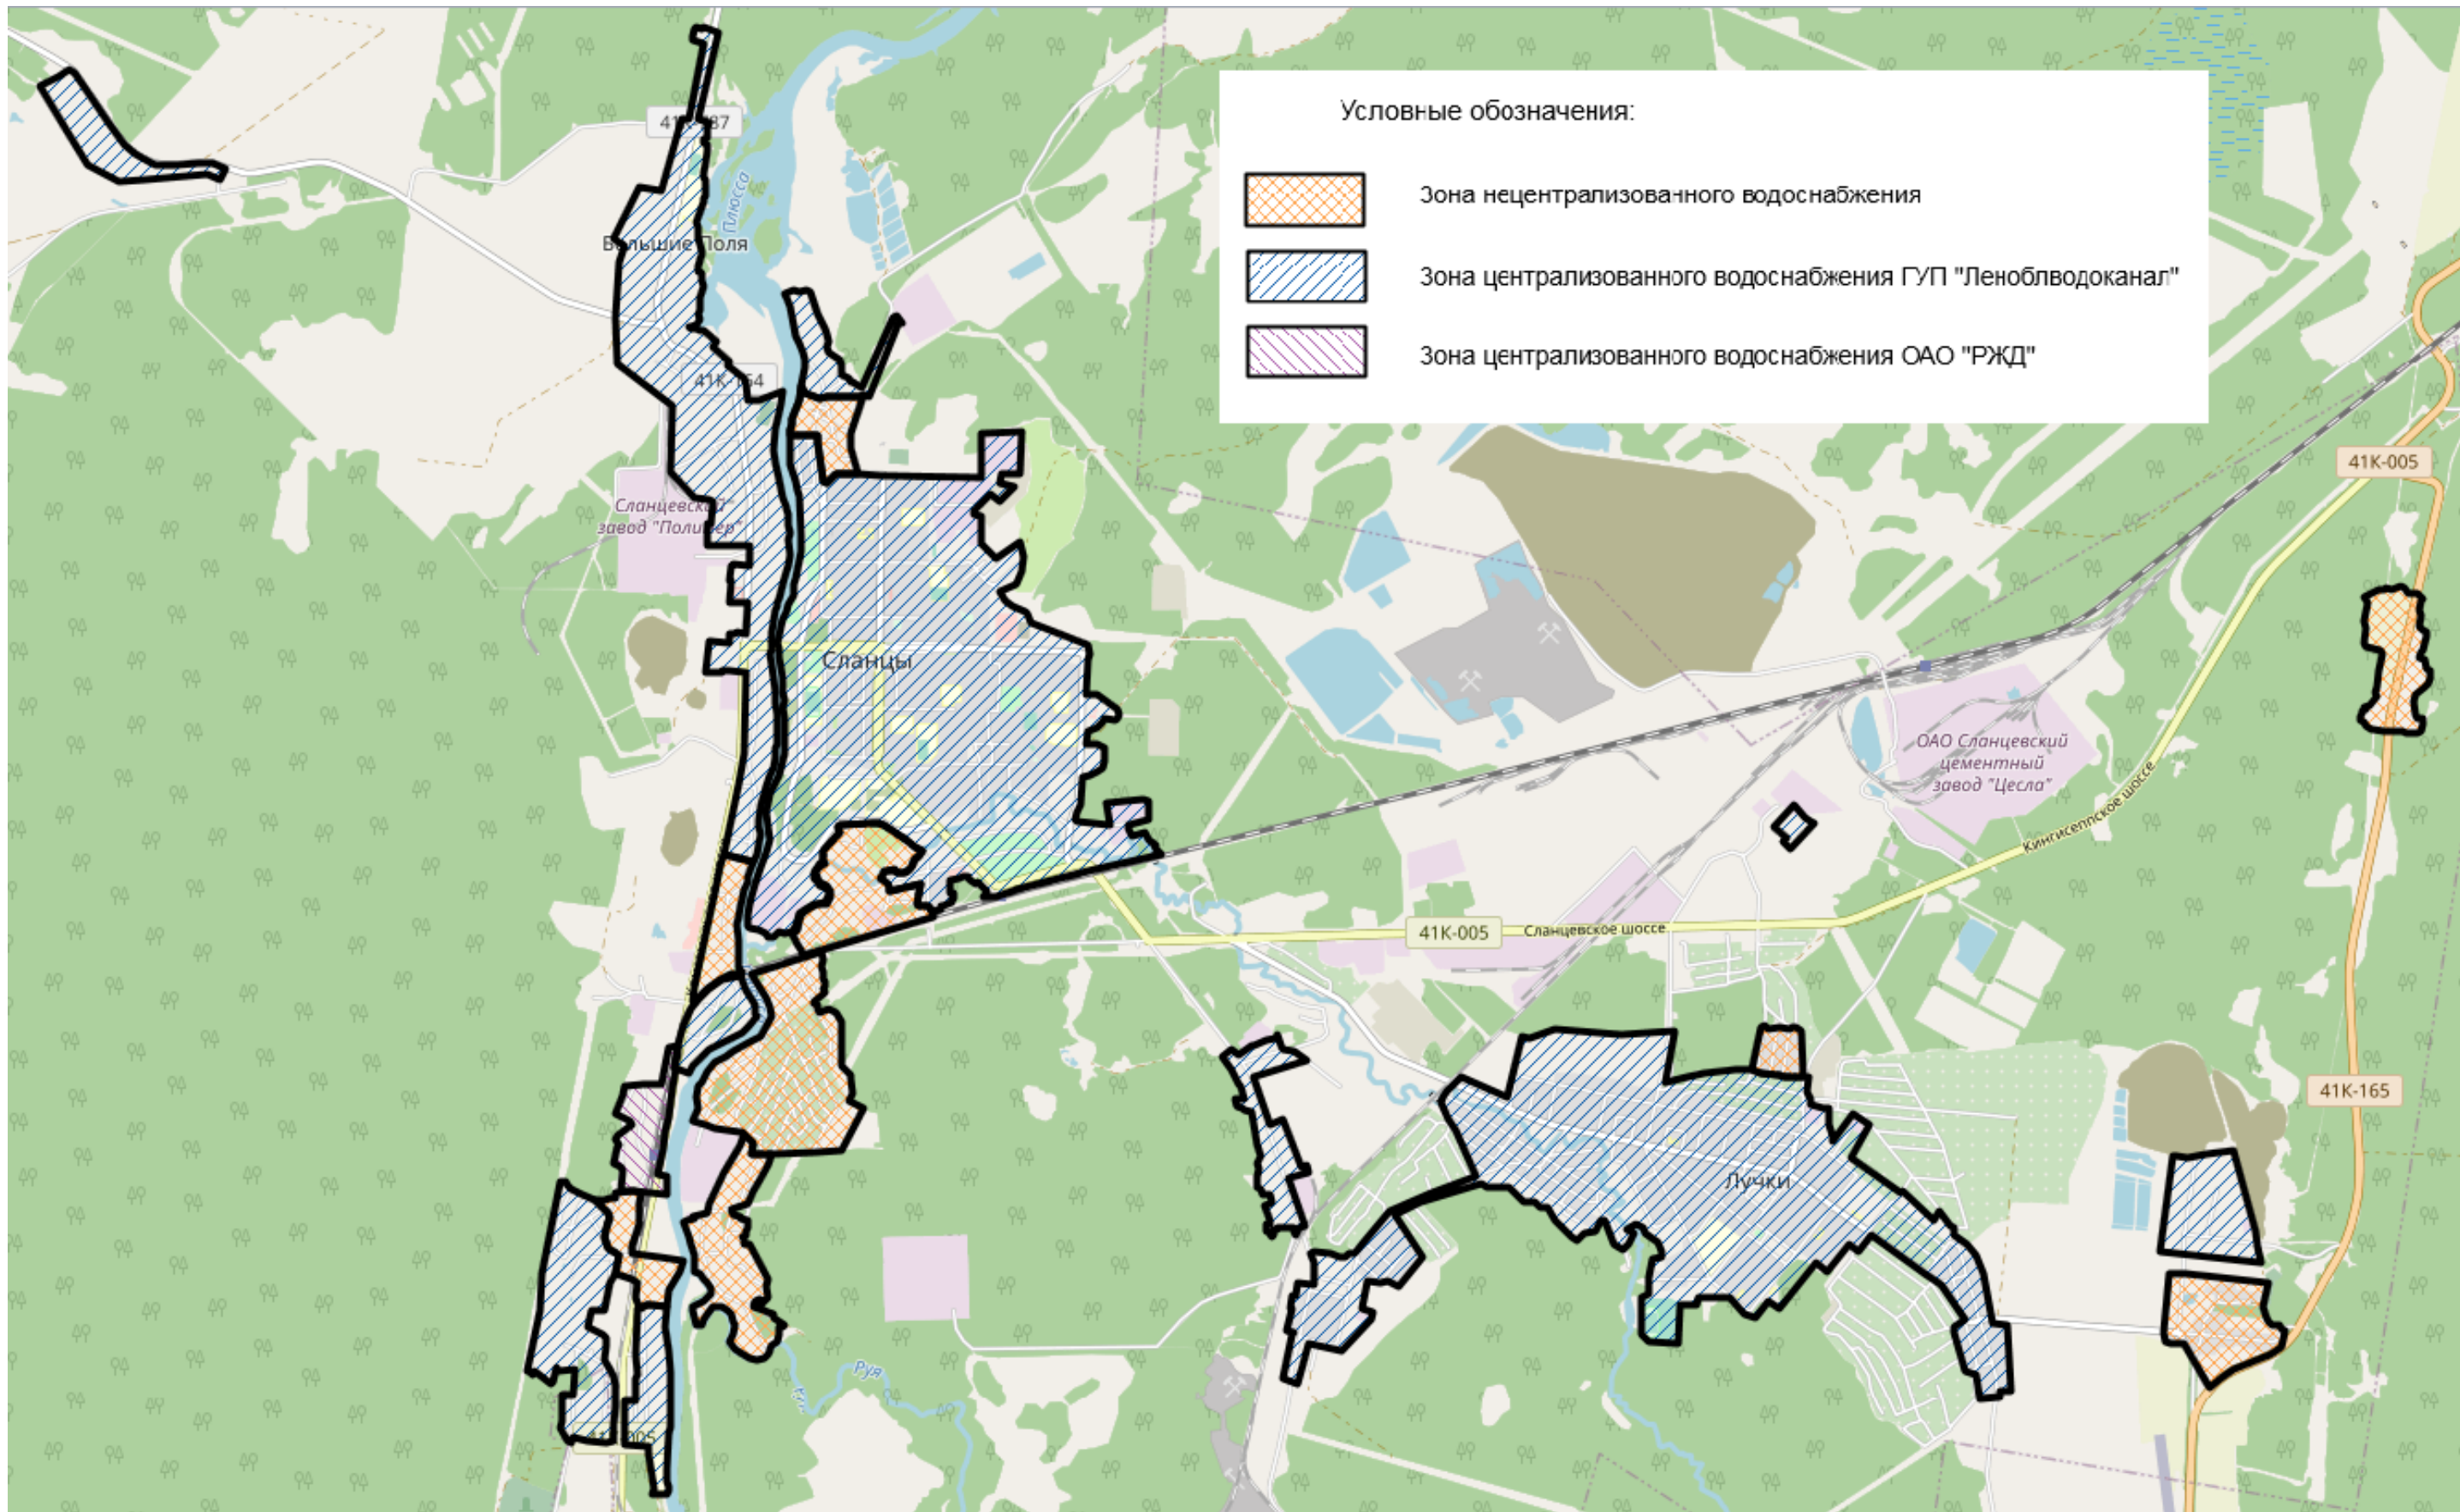 Условные обозначения:
Зона нецентрализованного водоснабжения
Зона централизованного водоснабжения ГУП "Леноблводоканал"
Зона централизованного водоснабжения ОАО "РЖД"
Плюсса
Большие Поля
41К-005
Сланцевский
завод "Полимер"
Сланцы
ОАО Сланцевский
цементный
завод "Цесла"
Кингисеппское шоссе
41К-005
Сланцевское шоссе
41К-165
Лучки
Руя